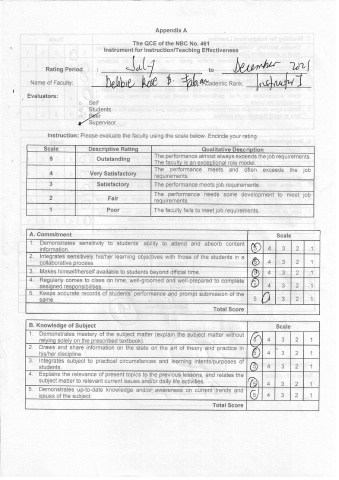 Appendix A
The QCE of the NBC No. 461
Instrument for Instruction/Teaching Effectiveness
Rating Period : July to December 2021
Name of Faculty: Debbie Academic Rank: Instructor I
Evaluators:
Self
Students
Peer
Supervisor
Instruction: Please evaluate the faculty using the scale below. Encircle your rating
Scale Descriptive Rating Qualitative Description
5 Outstanding The performance almost always exceeds the job requirements. The faculty is an exceptional role model.
4 Very Satisfactory The performance meets and often exceeds the job requirements.
3 Satisfactory The performance meets job requirements.
2 Fair The performance needs some development to meet job requirements.
1 Poor The faculty fails to meet job requirements.
A. Commitment Scale
1. Demonstrates sensitivity to students' ability to attend and absorb content information. 5 4 3 2 1
2. Integrates sensitively his/her learning objectives with those of the students in a collaborative process. 5 4 3 2 1
3. Makes himself/herself available to students beyond official time. 5 4 3 2 1
4. Regularly comes to class on time, well-groomed and well-prepared to complete assigned responsibilities. 5 4 3 2 1
5. Keeps accurate records of students' performance and prompt submission of the same. 5 4 3 2 1
Total Score
B. Knowledge of Subject Scale
1. Demonstrates mastery of the subject matter (explain the subject matter without relying solely on the prescribed textbook). 5 4 3 2 1
2. Draws and share information on the state on the art of theory and practice in his/her discipline. 5 4 3 2 1
3. Integrates subject to practical circumstances and learning intents/purposes of students. 5 4 3 2 1
4. Explains the relevance of present topics to the previous lessons, and relates the subject matter to relevant current issues and/or daily life activities. 5 4 3 2 1
5. Demonstrates up-to-date knowledge and/or awareness on current trends and issues of the subject. 5 4 3 2 1
Total Score